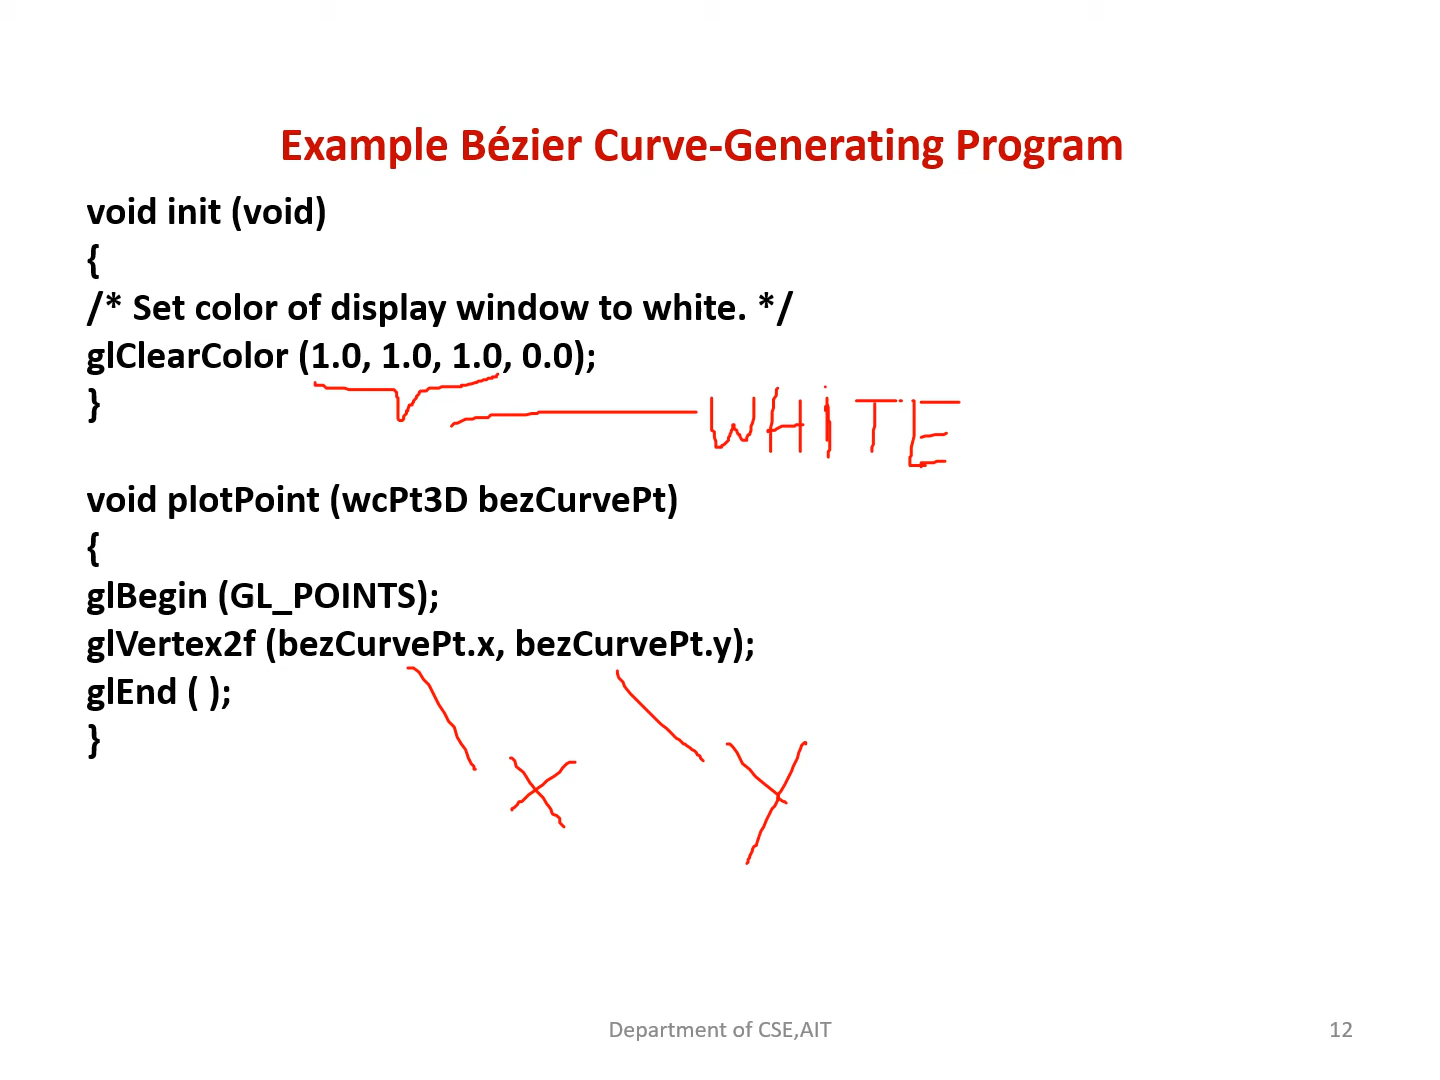 Example Bézier Curve-Generating Program
void init (void)
{
/* Set color of display window to white. */
glClearColor (1.0, 1.0, 1.0, 0.0);
}
WHITE
void plotPoint (wcPt3D bezCurvePt)
{
glBegin (GL_POINTS);
glVertex2f (bezCurvePt.x, bezCurvePt.y);
glEnd ( );
}
X Y
Department of CSE,AIT 12